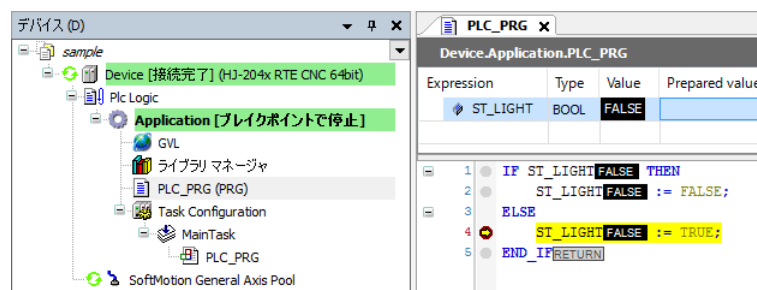 デバイス (D)
sample
Device [接続完了] (HJ-204x RTE CNC 64bit)
Plc Logic
Application [ブレイクポイントで停止]
GVL
ライブラリ マネージャ
PLC_PRG (PRG)
Task Configuration
MainTask
PLC_PRG
SoftMotion General Axis Pool
PLC_PRG
Device.Application.PLC_PRG
Expression Type Value Prepared value
ST_LIGHT BOOL FALSE
1 IF ST_LIGHT FALSE THEN
2 ST_LIGHT FALSE := FALSE;
3 ELSE
4 ST_LIGHT FALSE := TRUE;
5 END_IF RETURN